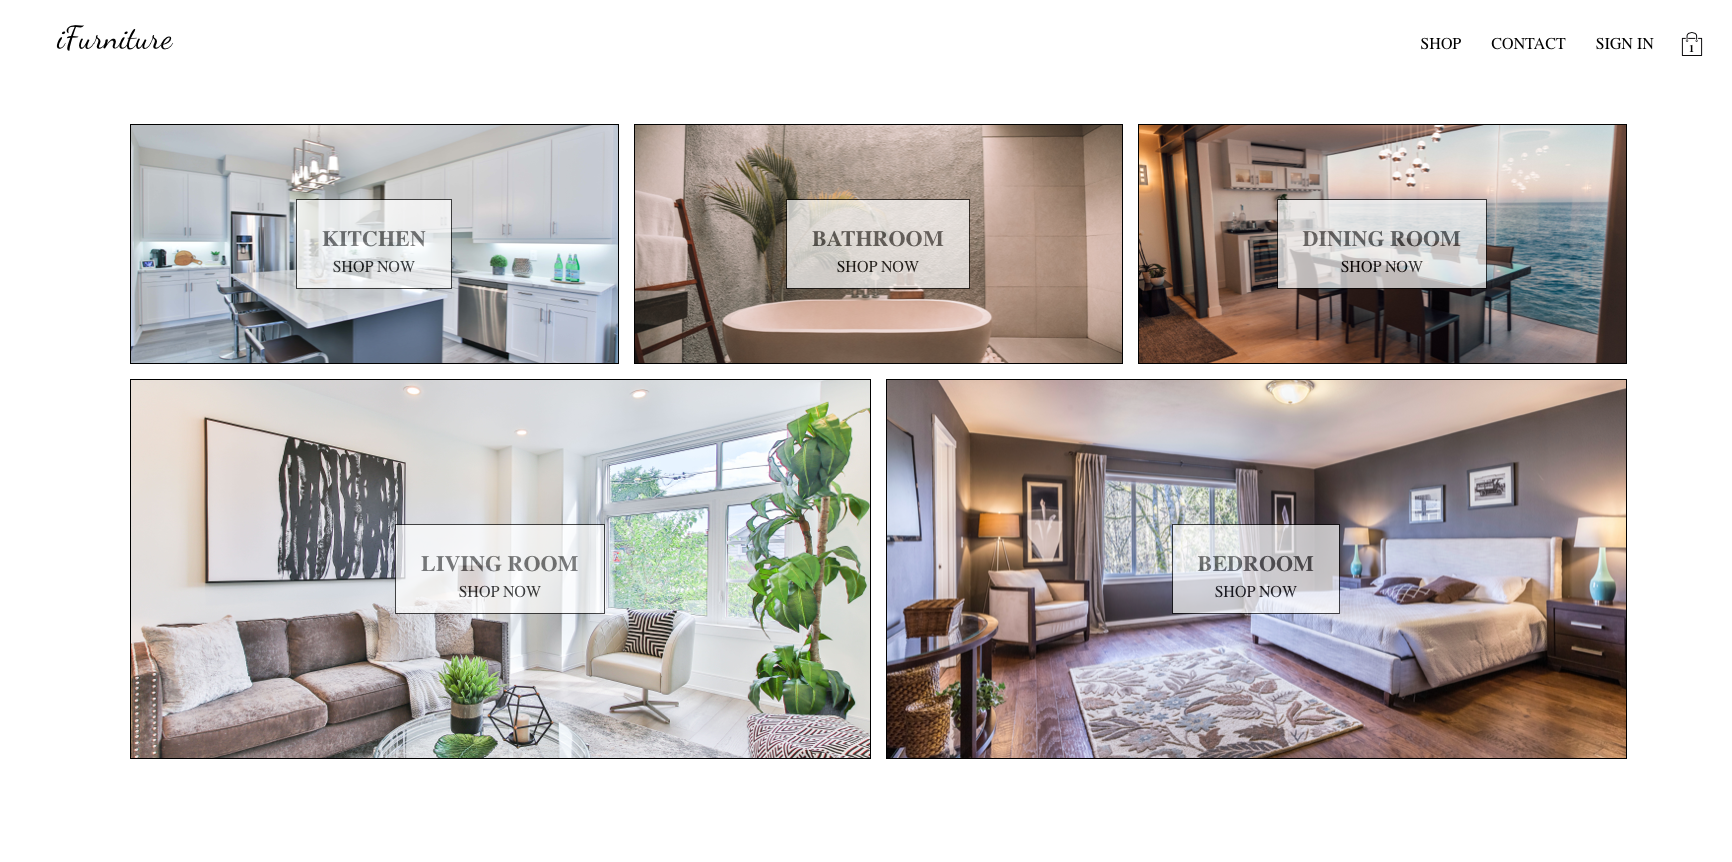 iFurniture
SHOP CONTACT SIGN IN 1
KITCHEN
SHOP NOW
BATHROOM
SHOP NOW
DINING ROOM
SHOP NOW
LIVING ROOM
SHOP NOW
BEDROOM
SHOP NOW